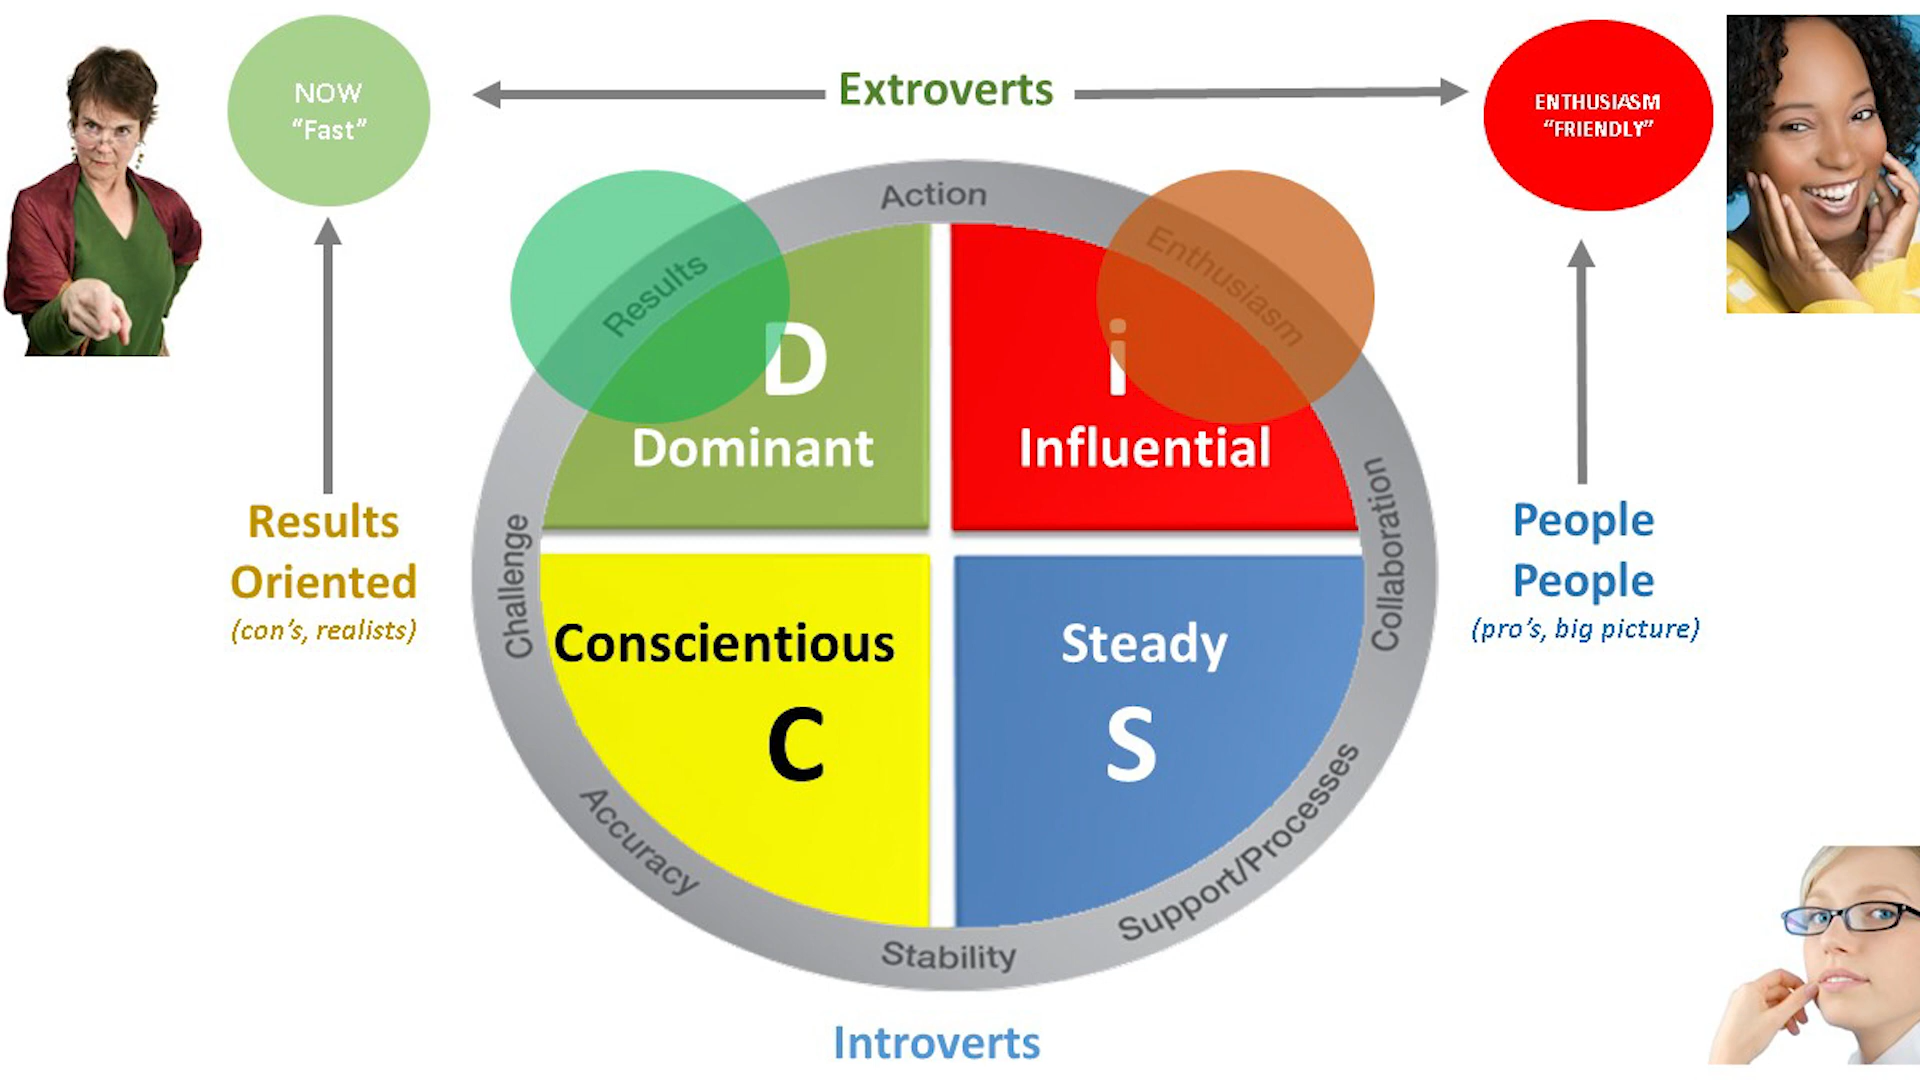 NOW
“Fast”
Extroverts
ENTHUSIASM
“FRIENDLY”
Action
Results
Enthusiasm
D
i
Dominant
Influential
Challenge
Collaboration
Results
Oriented
(con’s, realists)
People
People
(pro’s, big picture)
Conscientious
Steady
C
S
Accuracy
Support/Processes
Stability
Introverts